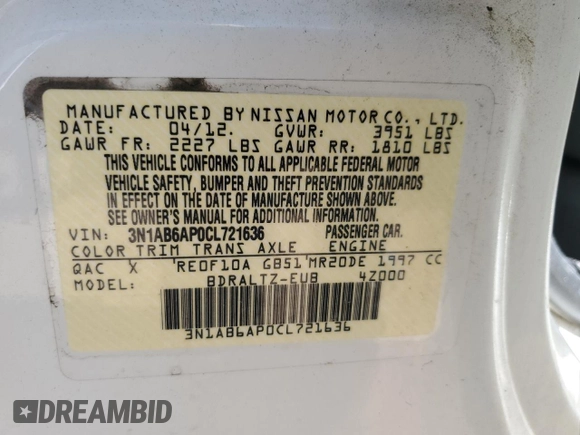 MANUFACTURED BY NISSAN MOTOR CO., LTD.
DATE: 04/12. GVWR: 3951 LBS
GAWR FR: 2227 LBS GAWR RR: 1810 LBS
THIS VEHICLE CONFORMS TO ALL APPLICABLE FEDERAL MOTOR
VEHICLE SAFETY, BUMPER AND THEFT PREVENTION STANDARDS
IN EFFECT ON THE DATE OF MANUFACTURE SHOWN ABOVE.
SEE OWNER'S MANUAL FOR ADDITIONAL INFORMATION
VIN: 3N1AB6AP0CL721636 PASSENGER CAR.
COLOR TRIM TRANS AXLE ENGINE
QAC X RE0F10A GB51 MR20DE 1997 CC
MODEL: BDRALTZ-EUB 4Z000
3N1AB6AP0CL721636
DREAMBID